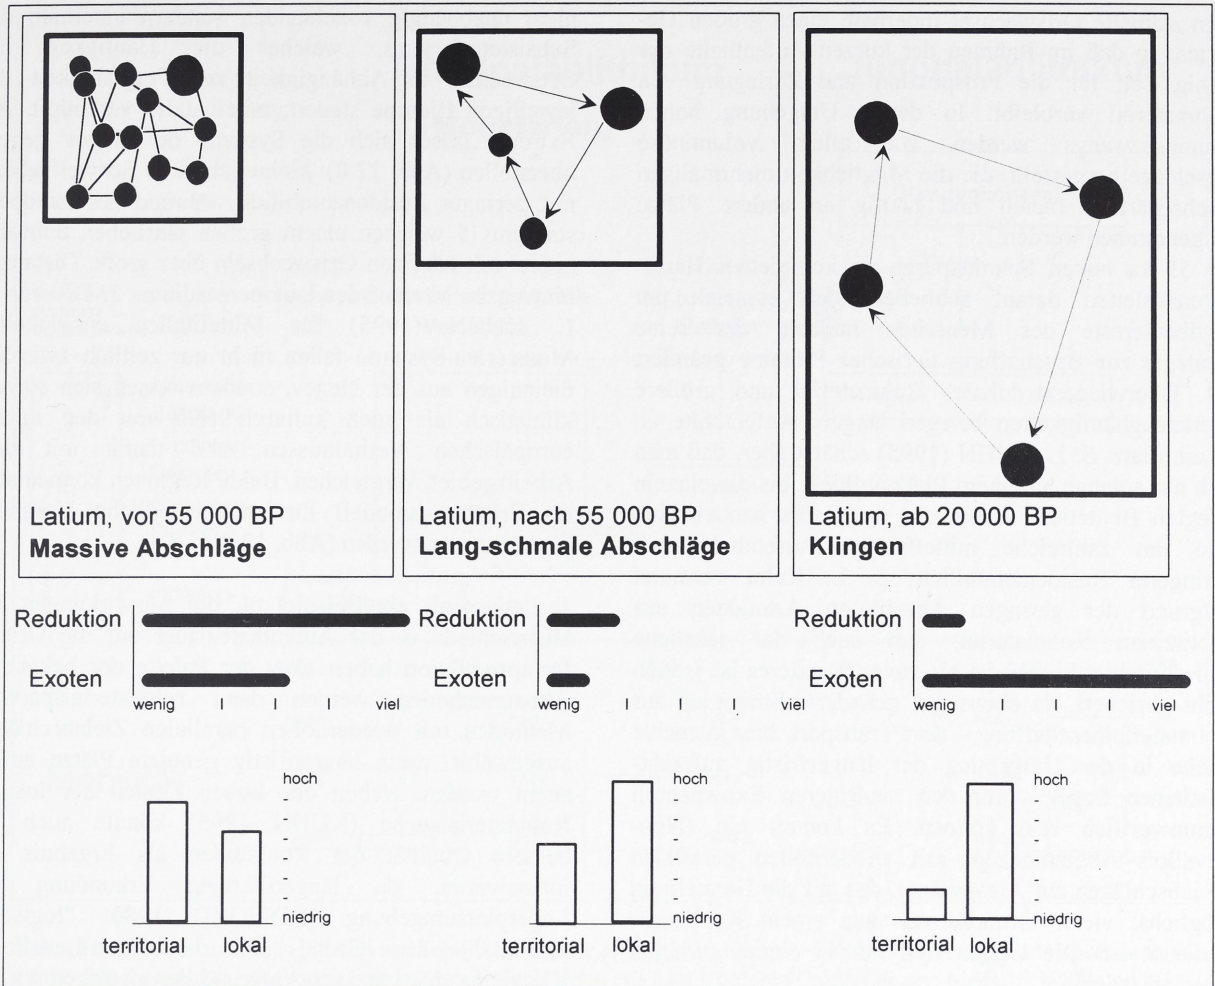 Latium, vor 55 000 BP
Massive Abschläge
Latium, nach 55 000 BP
Lang-schmale Abschläge
Latium, ab 20 000 BP
Klingen
Reduktion
Exoten
wenig
viel
Reduktion
Exoten
wenig
viel
Reduktion
Exoten
wenig
viel
hoch
niedrig
territorial
lokal
hoch
niedrig
territorial
lokal
hoch
niedrig
territorial
lokal